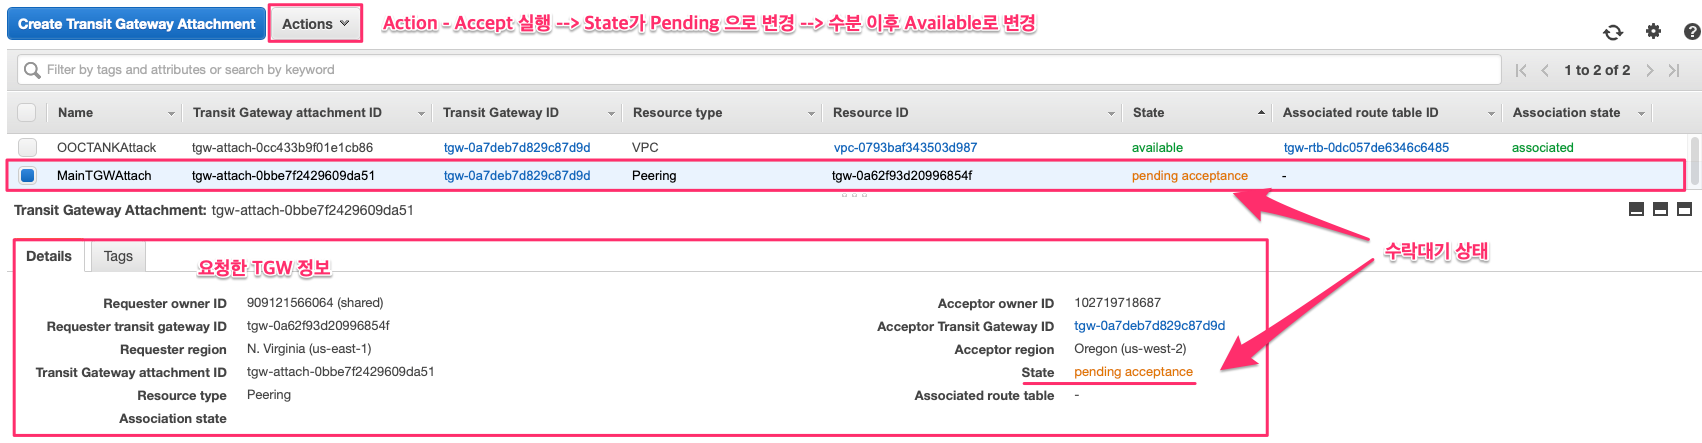 Create Transit Gateway Attachment Actions Action - Accept 실행 --> State가 Pending 으로 변경 --> 수분 이후 Available로 변경
Filter by tags and attributes or search by keyword 1 to 2 of 2
Name Transit Gateway attachment ID Transit Gateway ID Resource type Resource ID State Associated route table ID Association state
OOCTANKAttack tgw-attach-0cc433b9f01e1cb86 tgw-0a7deb7d829c87d9d VPC vpc-0793baf343503d987 available tgw-rtb-0dc057de6346c6485 associated
MainTGWAttach tgw-attach-0bbe7f2429609da51 tgw-0a7deb7d829c87d9d Peering tgw-0a62f93d20996854f pending acceptance -
Transit Gateway Attachment: tgw-attach-0bbe7f2429609da51
수락대기 상태
Details Tags
요청한 TGW 정보
Requester owner ID 909121566064 (shared) Acceptor owner ID 102719718687
Requester transit gateway ID tgw-0a62f93d20996854f Acceptor Transit Gateway ID tgw-0a7deb7d829c87d9d
Requester region N. Virginia (us-east-1) Acceptor region Oregon (us-west-2)
Transit Gateway attachment ID tgw-attach-0bbe7f2429609da51 State pending acceptance
Resource type Peering Associated route table -
Association state